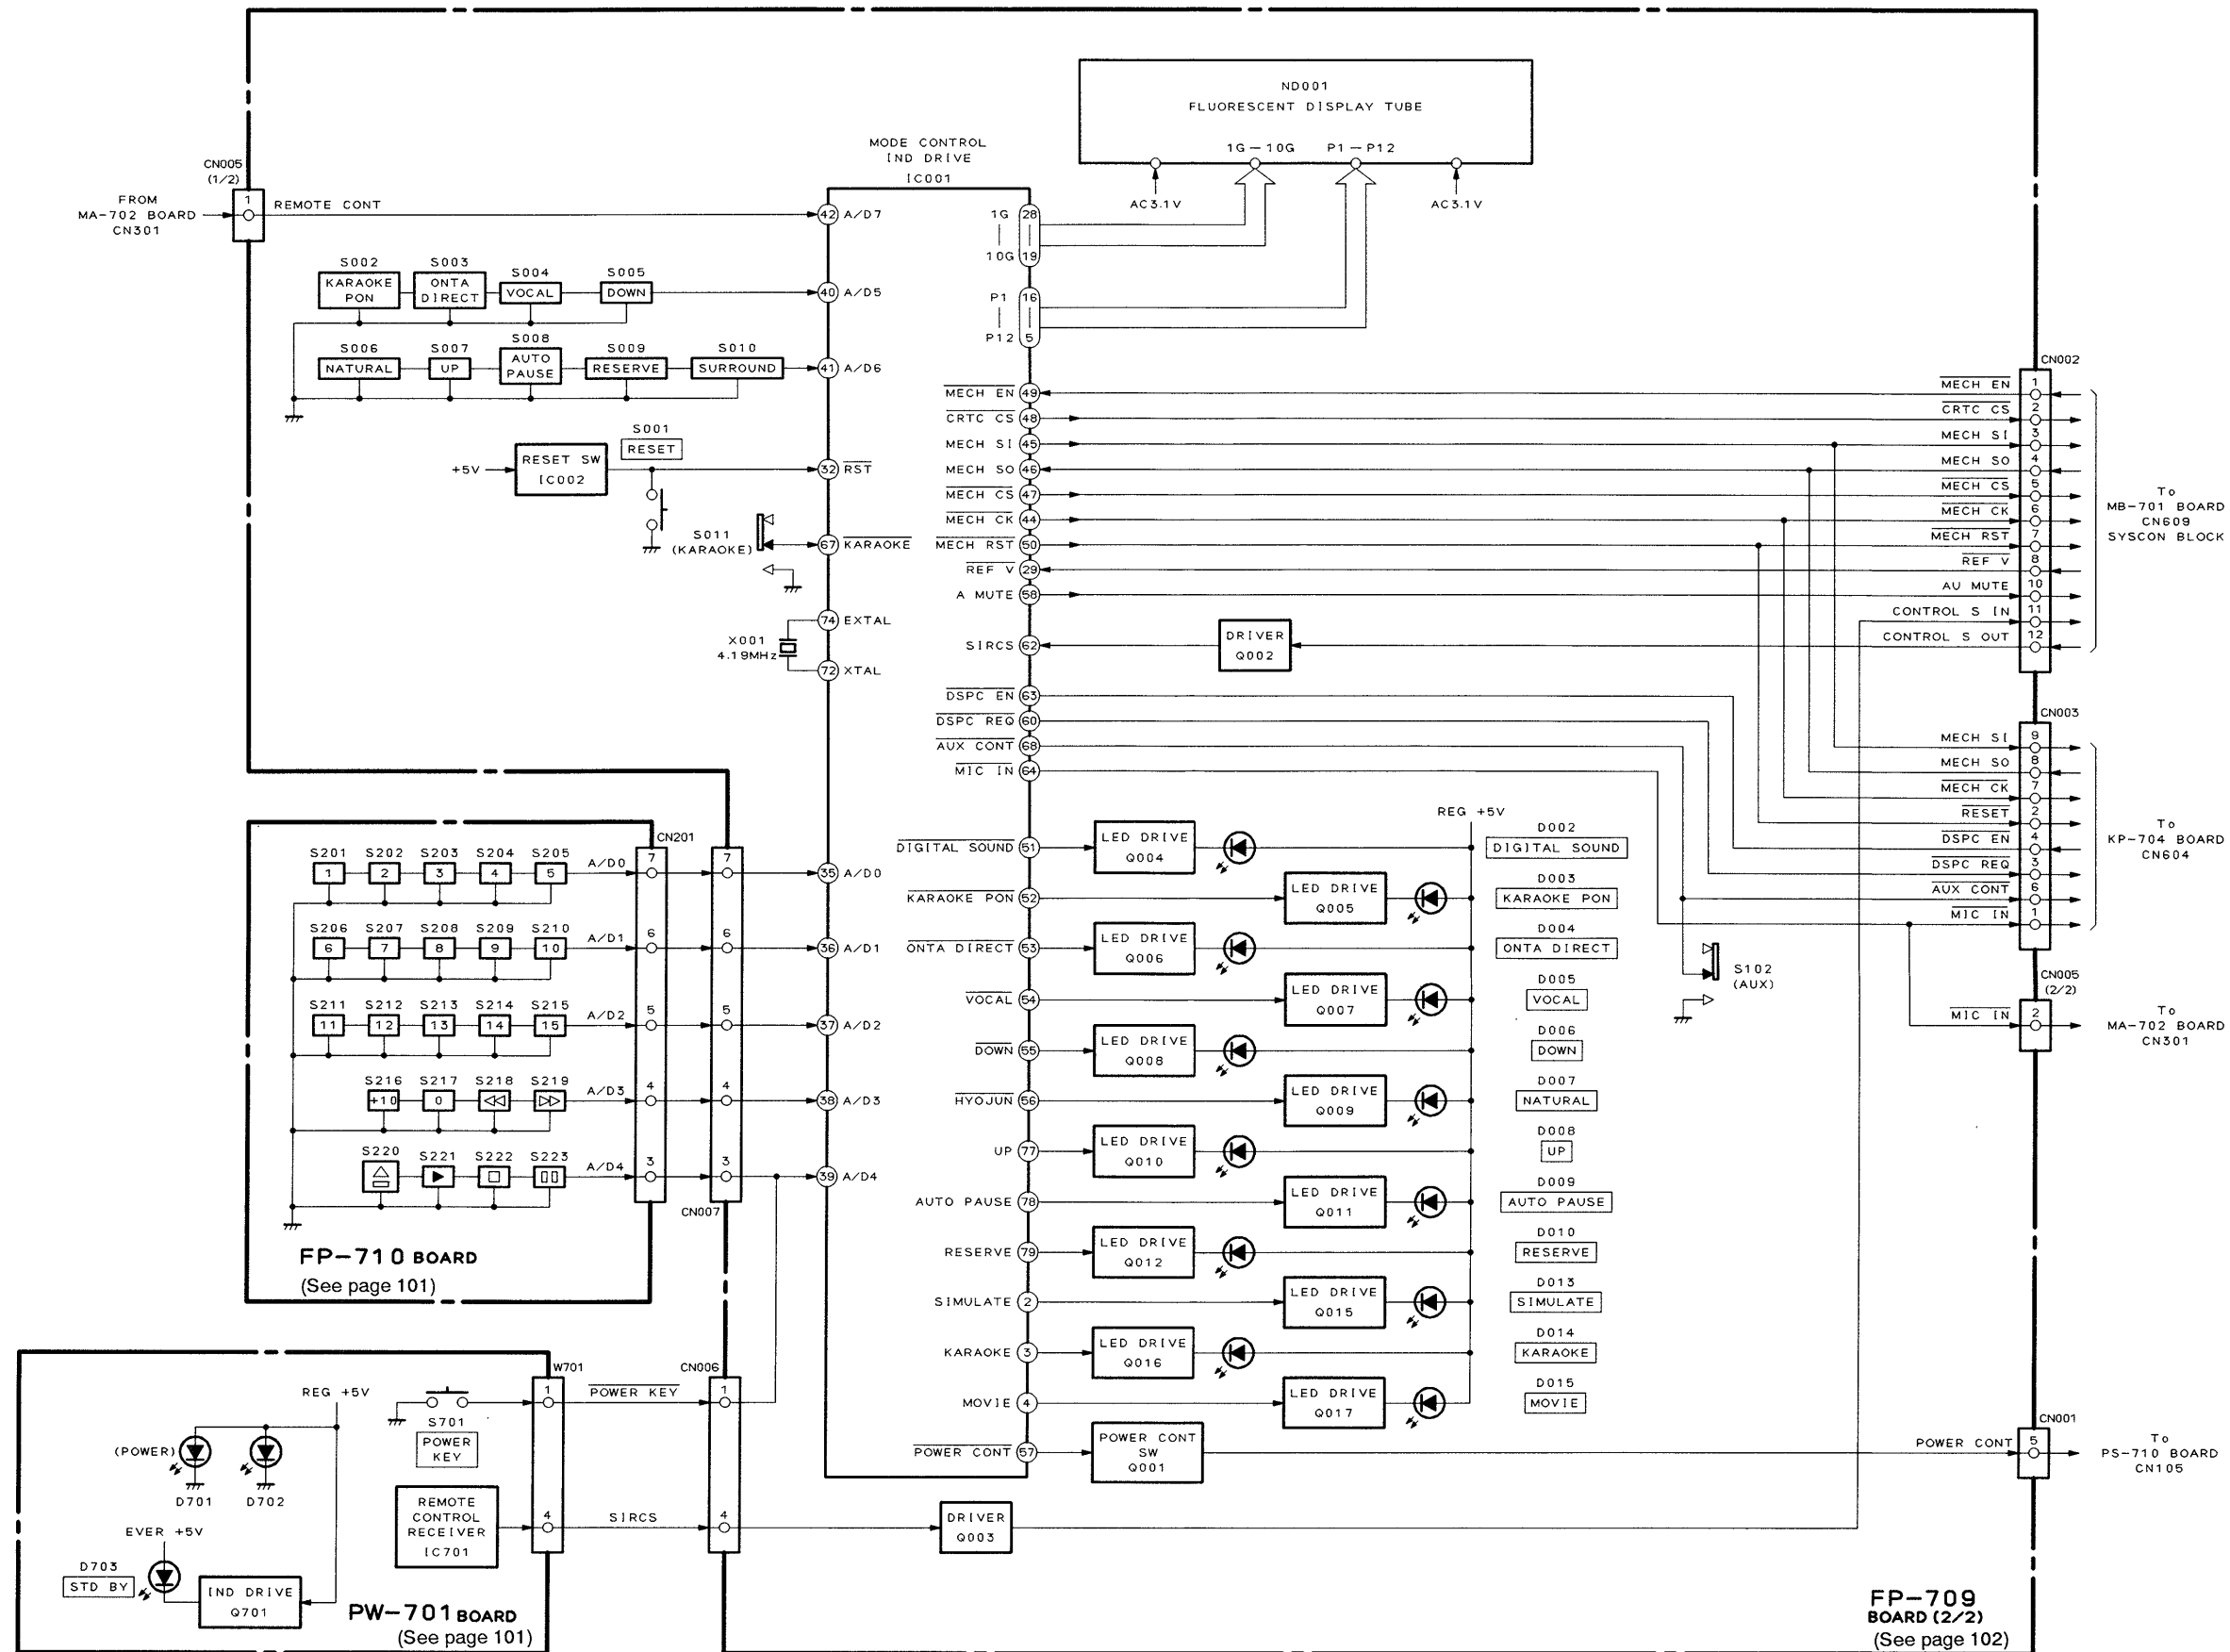 ND001
FLUORESCENT DISPLAY TUBE
1G—10G P1—P12
AC3.1V AC3.1V
MODE CONTROL
IND DRIVE
IC001
CN005
(1/2)
FROM
MA-702 BOARD
CN301
1
REMOTE CONT
42 A/D7
1G 28
10G 19
P1 16
P12 5
S002 S003 S004 S005
KARAOKE PON
ONTA DIRECT
VOCAL
DOWN
40 A/D5
S006 S007 S008 S009 S010
NATURAL
UP
AUTO PAUSE
RESERVE
SURROUND
41 A/D6
S001
RESET
+5V
RESET SW
IC002
32 RST
S011
(KARAOKE)
67 KARAOKE
X001
4.19MHz
74 EXTAL
72 XTAL
MECH EN 49
CRTC CS 48
MECH SI 45
MECH SO 46
MECH CS 47
MECH CK 44
MECH RST 50
REF V 29
A MUTE 58
SIRCS 62
DRIVER
Q002
DSPC EN 63
DSPC REQ 60
AUX CONT 68
MIC IN 64
CN002
MECH EN 1
CRTC CS 2
MECH SI 3
MECH SO 4
MECH CS 5
MECH CK 6
MECH RST 7
REF V 8
AU MUTE 10
CONTROL S IN 11
CONTROL S OUT 12
To
MB-701 BOARD
CN609
SYSCON BLOCK
CN003
MECH SI 9
MECH SO 8
MECH CK 7
RESET 2
DSPC EN 4
DSPC REQ 3
AUX CONT 6
MIC IN 1
To
KP-704 BOARD
CN604
S102
(AUX)
CN005
(2/2)
MIC IN 2
To
MA-702 BOARD
CN301
REG +5V
DIGITAL SOUND 51
LED DRIVE
Q004
D002
DIGITAL SOUND
KARAOKE PON 52
LED DRIVE
Q005
D003
KARAOKE PON
ONTA DIRECT 53
LED DRIVE
Q006
D004
ONTA DIRECT
VOCAL 54
LED DRIVE
Q007
D005
VOCAL
DOWN 55
LED DRIVE
Q008
D006
DOWN
HYOJUN 56
LED DRIVE
Q009
D007
NATURAL
UP 77
LED DRIVE
Q010
D008
UP
AUTO PAUSE 78
LED DRIVE
Q011
D009
AUTO PAUSE
RESERVE 79
LED DRIVE
Q012
D010
RESERVE
SIMULATE 2
LED DRIVE
Q015
D013
SIMULATE
KARAOKE 3
LED DRIVE
Q016
D014
KARAOKE
MOVIE 4
LED DRIVE
Q017
D015
MOVIE
POWER CONT 57
POWER CONT
SW
Q001
POWER CONT
CN001
5
To
PS-710 BOARD
CN105
CN201
S201 S202 S203 S204 S205
1 2 3 4 5
A/D0 7 7 35 A/D0
S206 S207 S208 S209 S210
6 7 8 9 10
A/D1 6 6 36 A/D1
S211 S212 S213 S214 S215
11 12 13 14 15
A/D2 5 5 37 A/D2
S216 S217 S218 S219
+10 0
A/D3 4 4 38 A/D3
S220 S221 S222 S223
A/D4 3 3 39 A/D4
CN007
FP-710 BOARD
(See page 101)
W701 CN006
REG +5V
1 POWER KEY 1
S701
POWER KEY
(POWER)
D701 D702
EVER +5V
D703
STD BY
IND DRIVE
Q701
REMOTE
CONTROL
RECEIVER
IC701
4 SIRCS 4
DRIVER
Q003
PW-701 BOARD
(See page 101)
FP-709
BOARD (2/2)
(See page 102)